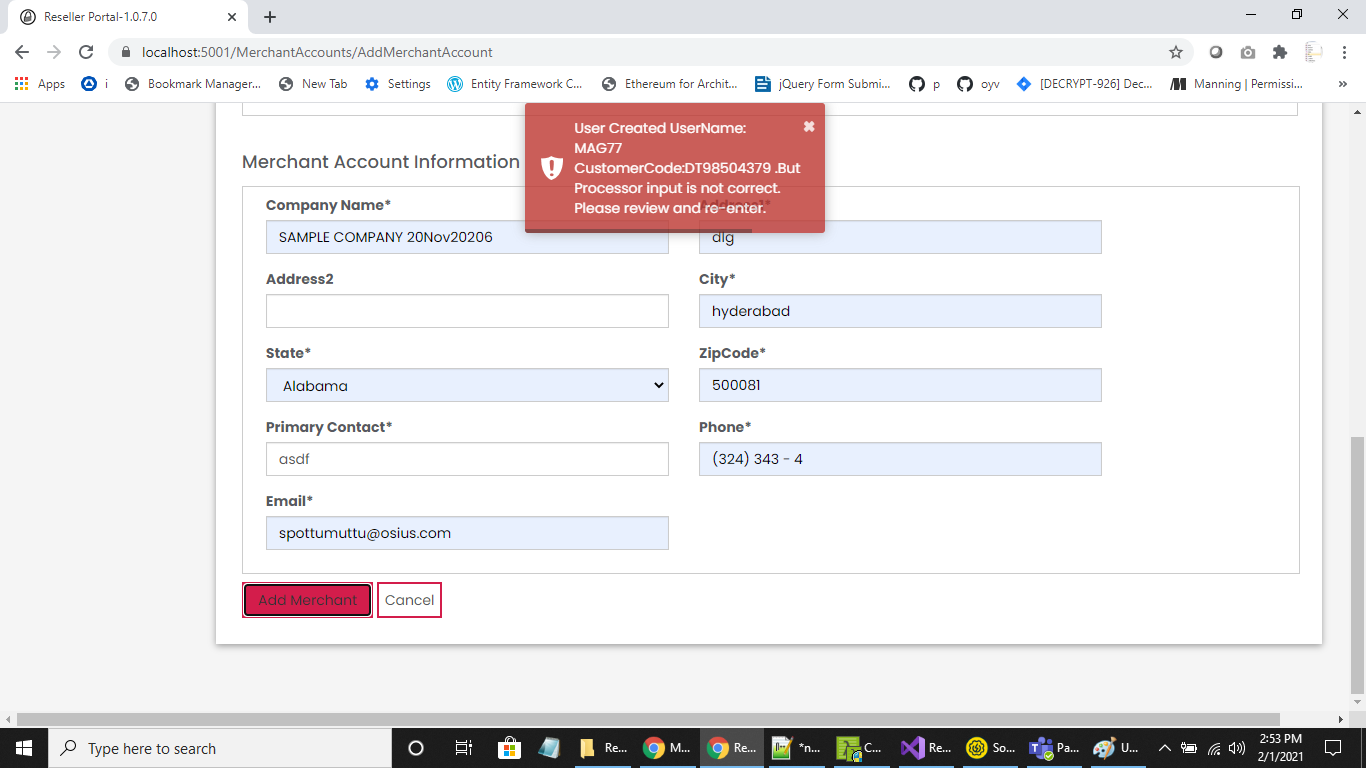 Reseller Portal-1.0.7.0
localhost:5001/MerchantAccounts/AddMerchantAccount
Apps i Bookmark Manager... New Tab Settings Entity Framework C... Ethereum for Archit... jQuery Form Submi... p oyv [DECRYPT-926] Dec... Manning | Permissi... »
User Created UserName:
MAG77
CustomerCode:DT98504379 .But
Processor input is not correct.
Please review and re-enter.
Merchant Account Information
Company Name* Address1*
SAMPLE COMPANY 20Nov20206 dlg
Address2 City*
hyderabad
State* ZipCode*
Alabama 500081
Primary Contact* Phone*
asdf (324) 343 - 4
Email*
spottumuttu@osius.com
Add Merchant Cancel
Type here to search Re... M... Re... *n... C... Re... So... Pa... U... 2:53 PM
2/1/2021